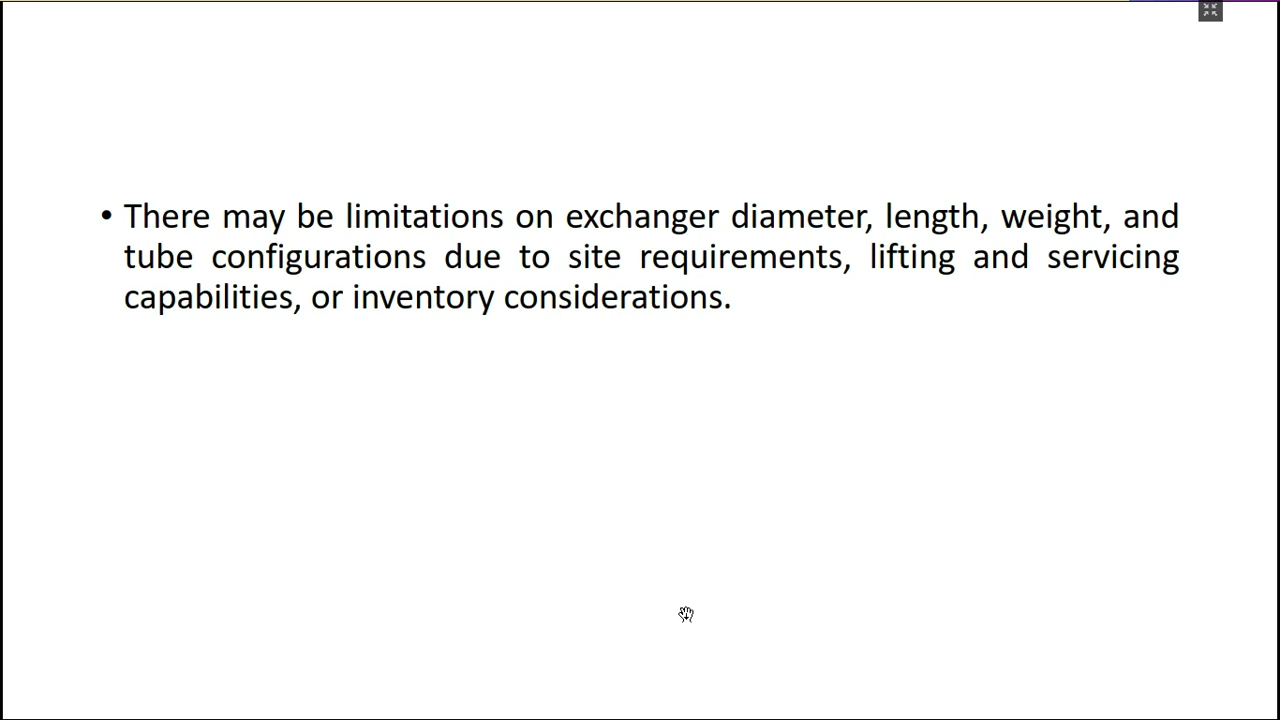 • There may be limitations on exchanger diameter, length, weight, and
tube configurations due to site requirements, lifting and servicing
capabilities, or inventory considerations.